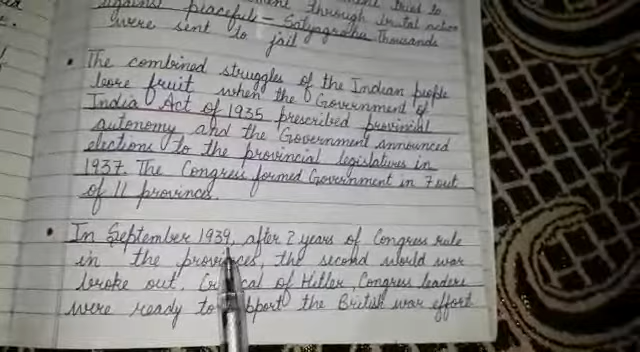 against peaceful - Satyagrahis Thousands
were sent to jail
• The combined struggles of the Indian people
bore fruit when the Government of
India Act of 1935 prescribed provincial
autonomy and the Government announced
elections to the provincial legislatures in
1937. The Congress formed Government in 7 out
of 11 provinces.
• In September 1939, after 2 years of Congress rule
in the provinces, the second world war
broke out. of Hitler, Congress leaders
were ready to the British war effort